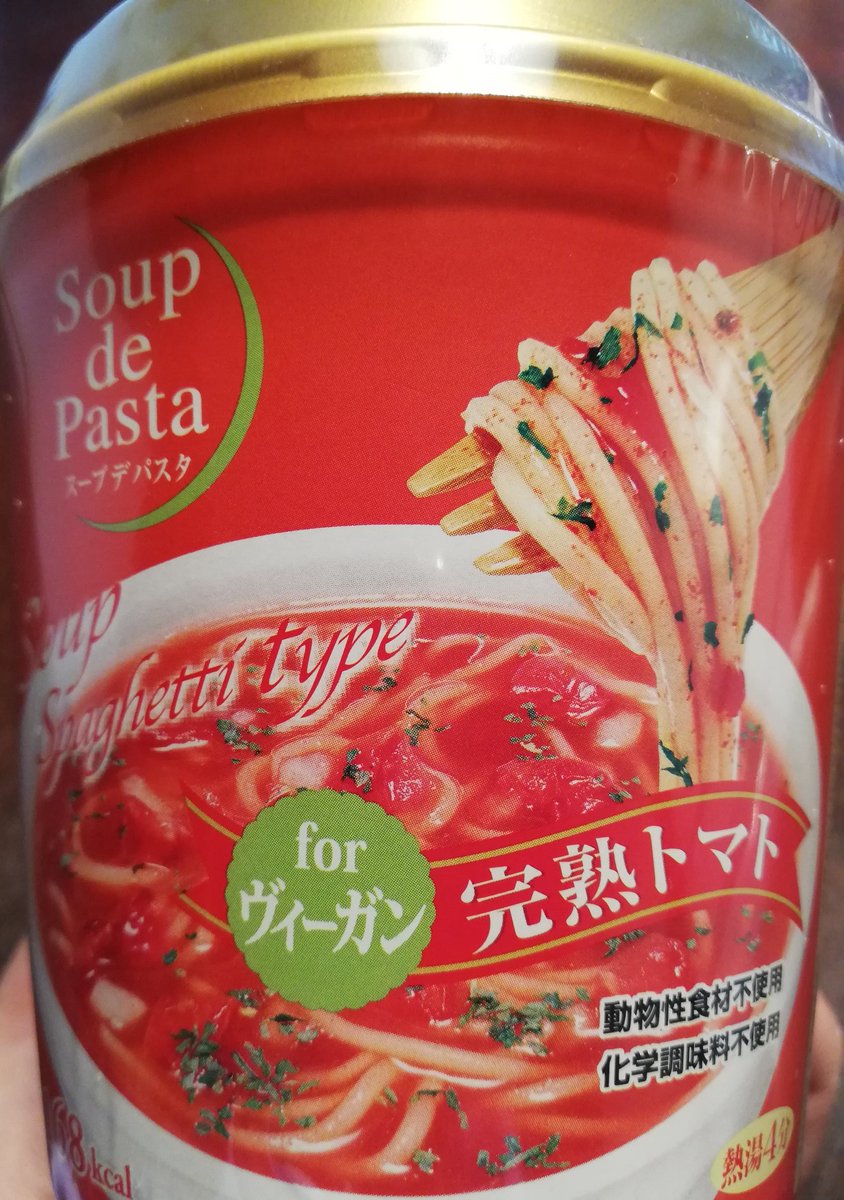 Soup
de
Pasta
スープデパスタ
Soup
Spaghetti type
for
ヴィーガン
完熟トマト
動物性食材不使用
化学調味料不使用
kcal
熱湯4分